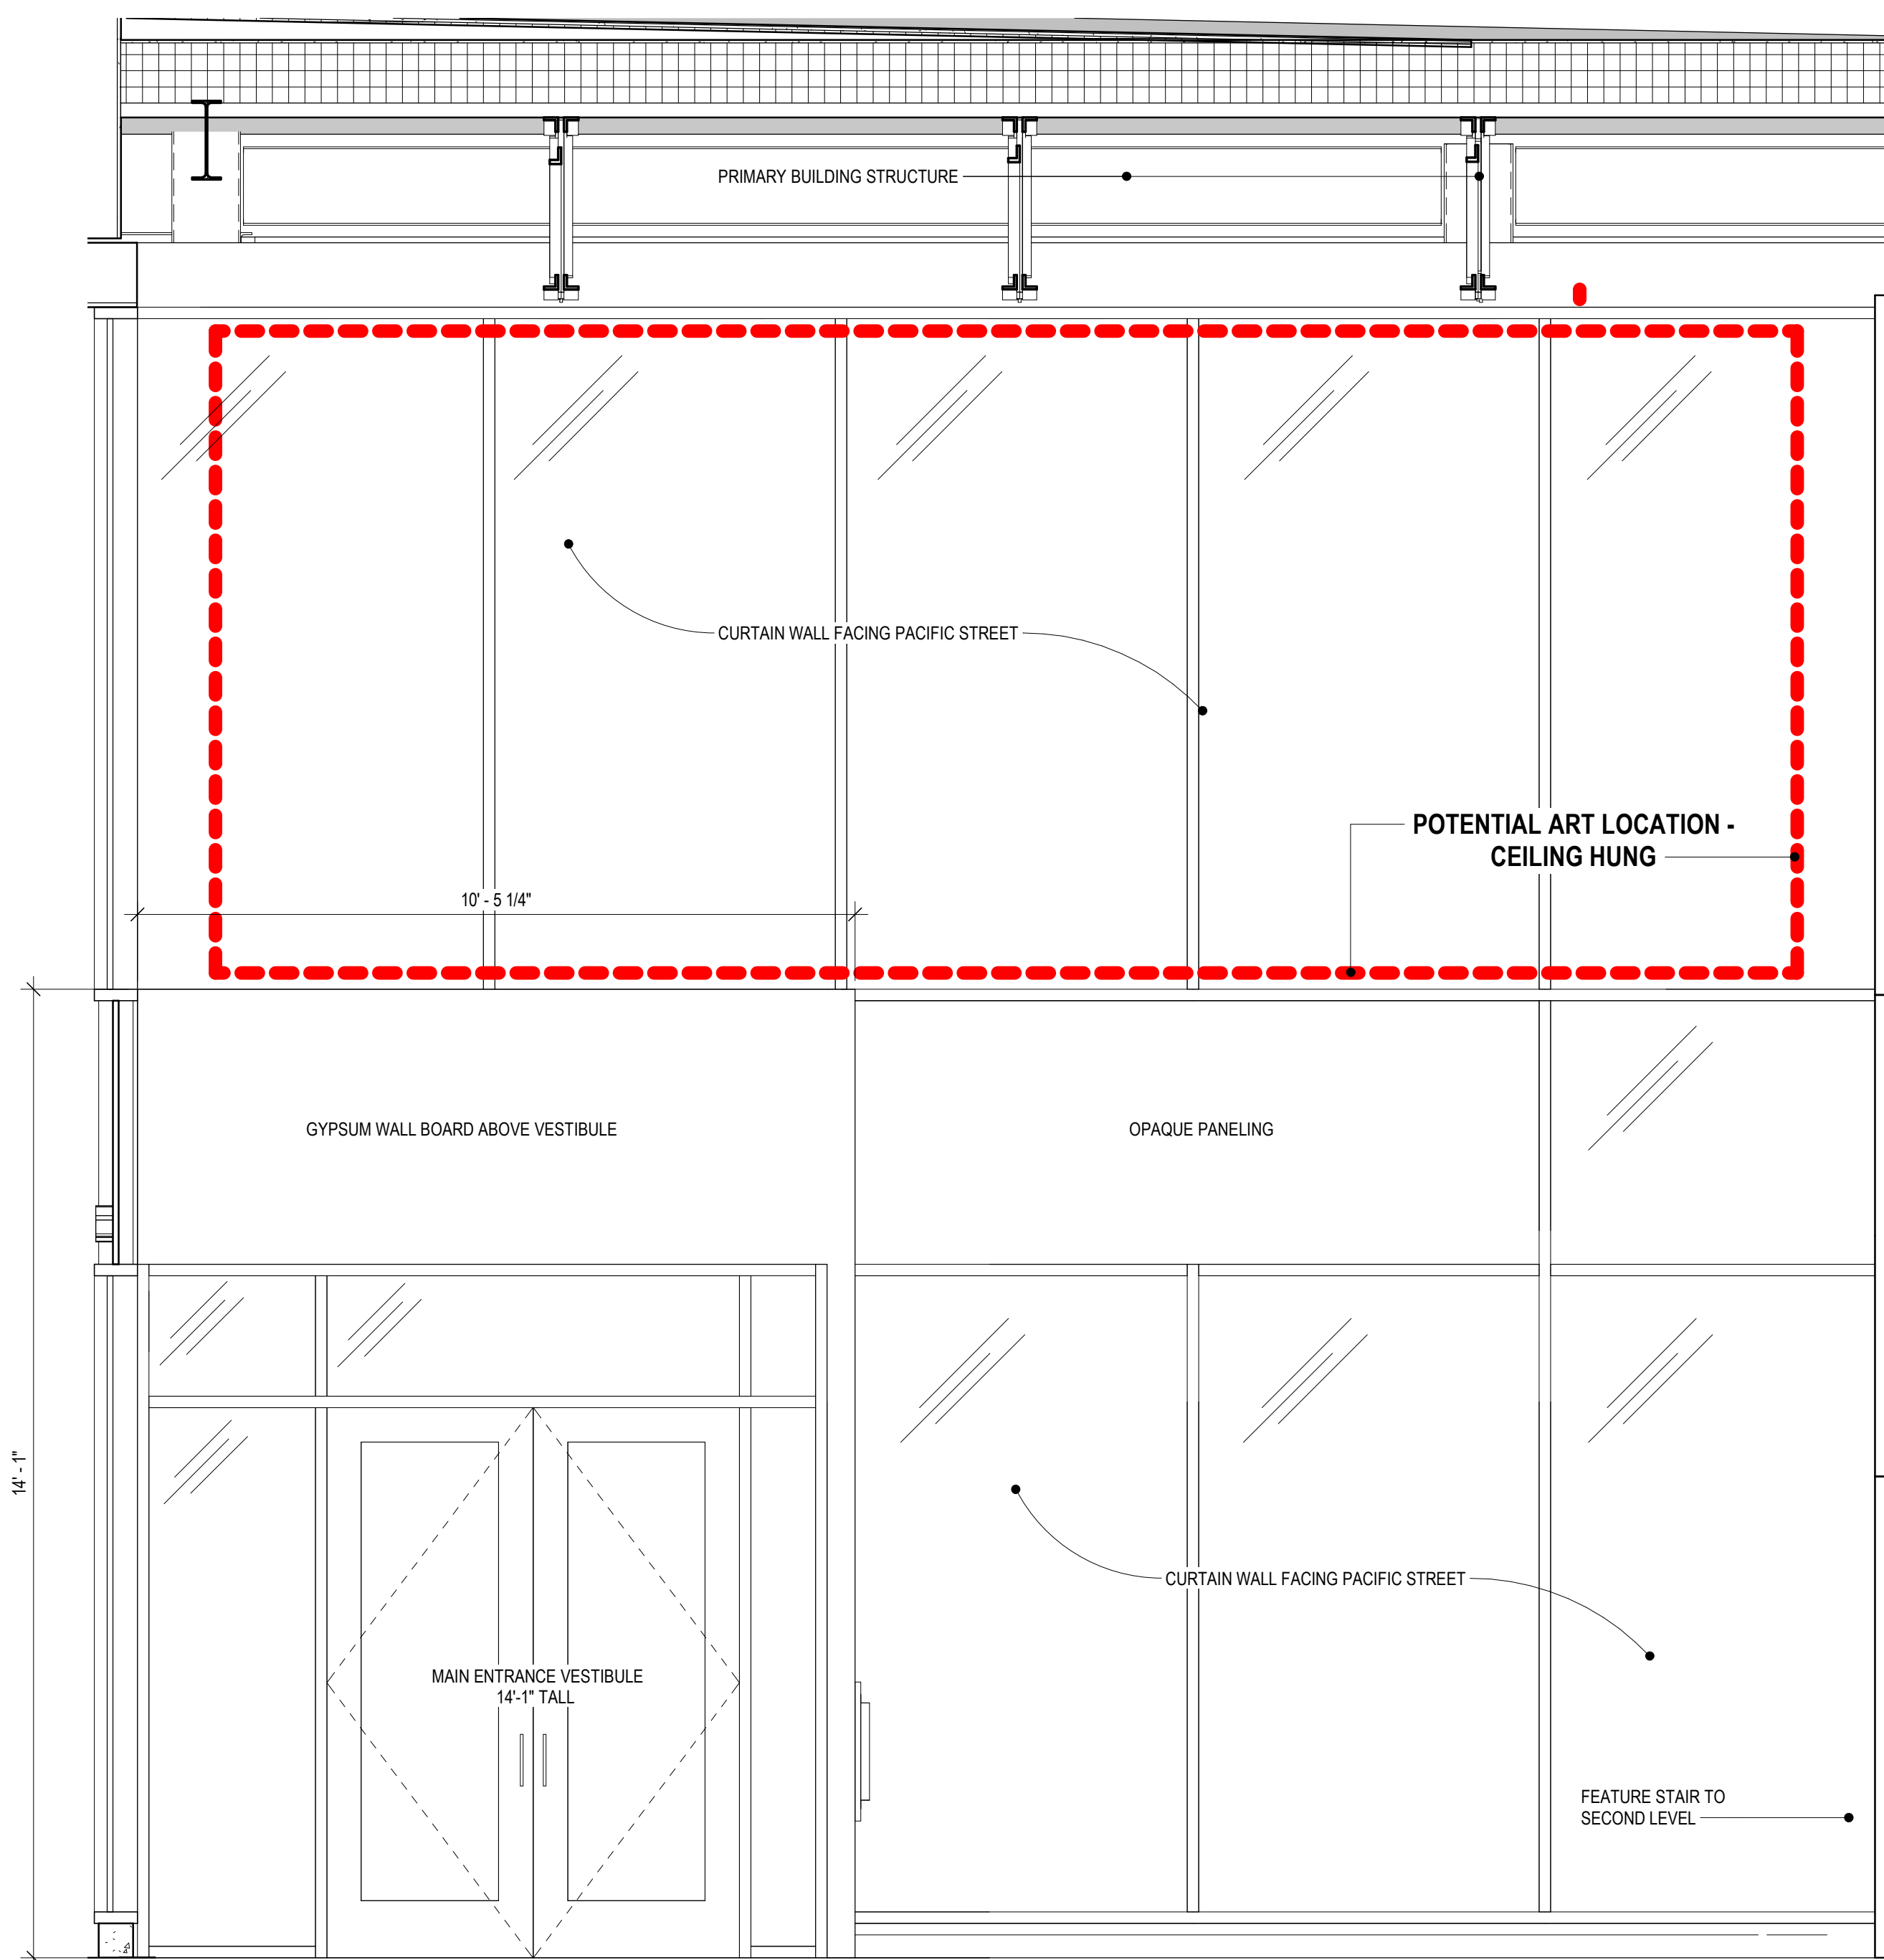 PRIMARY BUILDING STRUCTURE
CURTAIN WALL FACING PACIFIC STREET
POTENTIAL ART LOCATION -
CEILING HUNG
10' - 5 1/4"
GYPSUM WALL BOARD ABOVE VESTIBULE
OPAQUE PANELING
14' - 1"
CURTAIN WALL FACING PACIFIC STREET
MAIN ENTRANCE VESTIBULE
14'-1" TALL
FEATURE STAIR TO
SECOND LEVEL